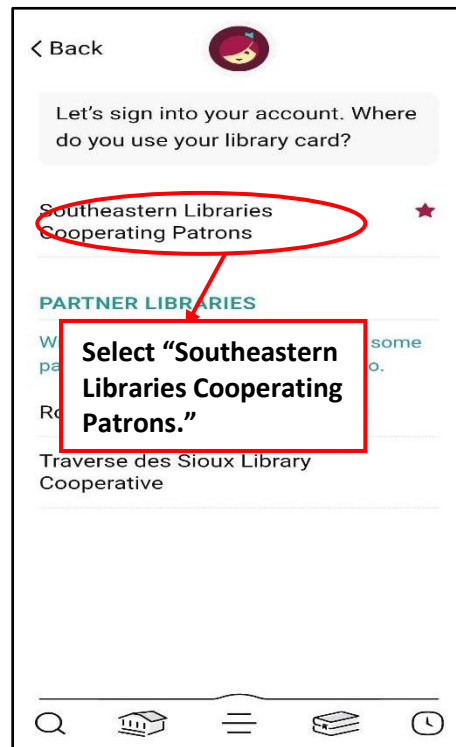 Back
Let's sign into your account. Where
do you use your library card?
Southeastern Libraries
Cooperating Patrons
PARTNER LIBRARIES
some
Select “Southeastern
Libraries Cooperating
Patrons.”
Traverse des Sioux Library
Cooperative